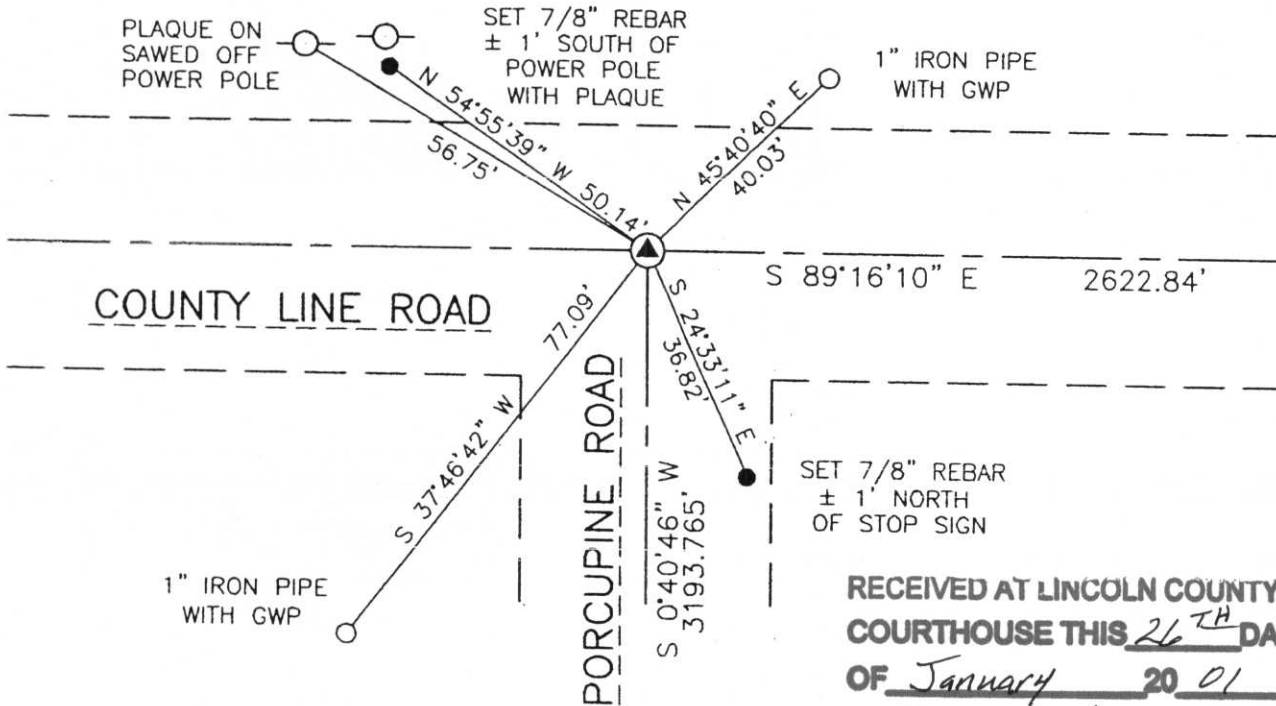 PLAQUE ON
SAWED OFF
POWER POLE
SET 7/8" REBAR
± 1' SOUTH OF
POWER POLE
WITH PLAQUE
1" IRON PIPE
WITH GWP
N 54°55'39" W 50.14'
56.75'
N 45°40'40" E
40.03'
S 89°16'10" E 2622.84'
COUNTY LINE ROAD
77.09'
S 37°46'42" W
S 24°33'11" E
36.82'
PORCUPINE ROAD
S 0°40'46" W
3193.765'
SET 7/8" REBAR
± 1' NORTH
OF STOP SIGN
1" IRON PIPE
WITH GWP
RECEIVED AT LINCOLN COUNTY
COURTHOUSE THIS 26TH DA
OF January 20 01